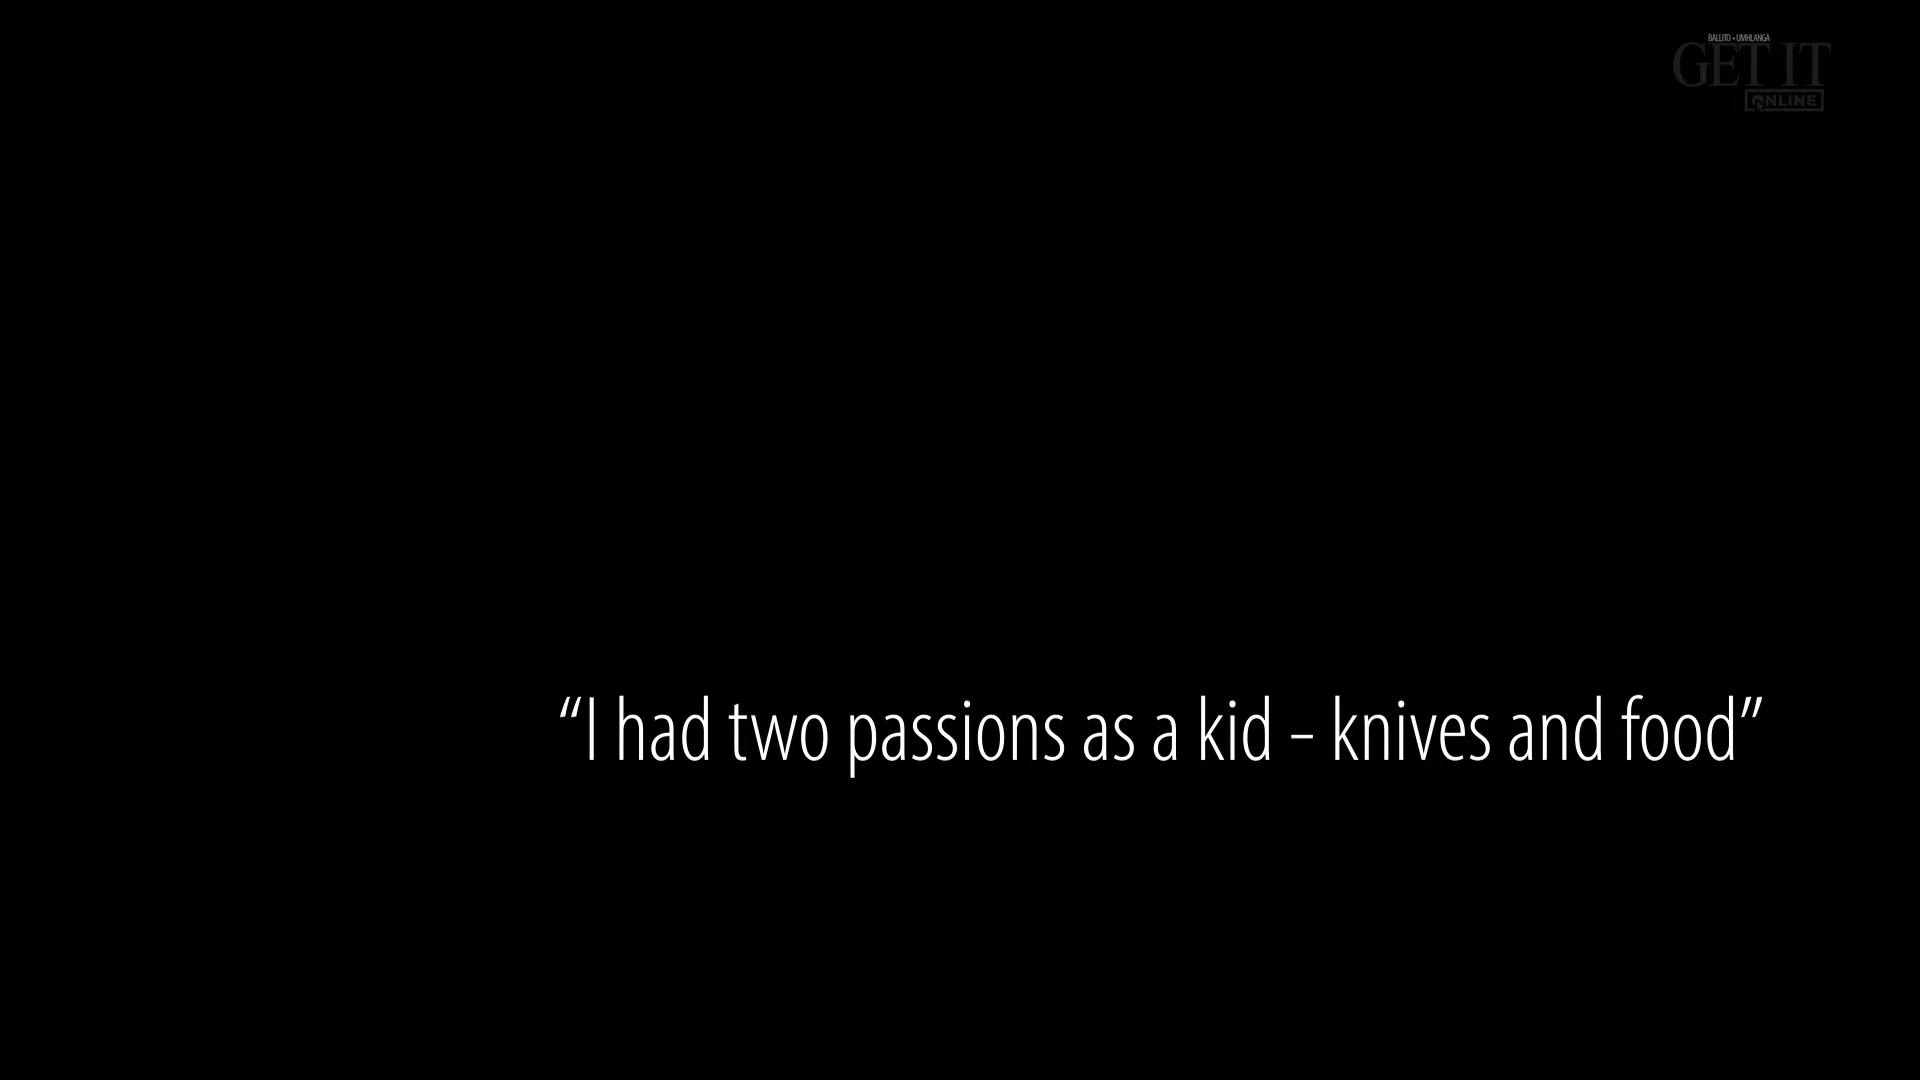 BALLITO • UMHLANGA
GET IT
ONLINE
“I had two passions as a kid – knives and food”